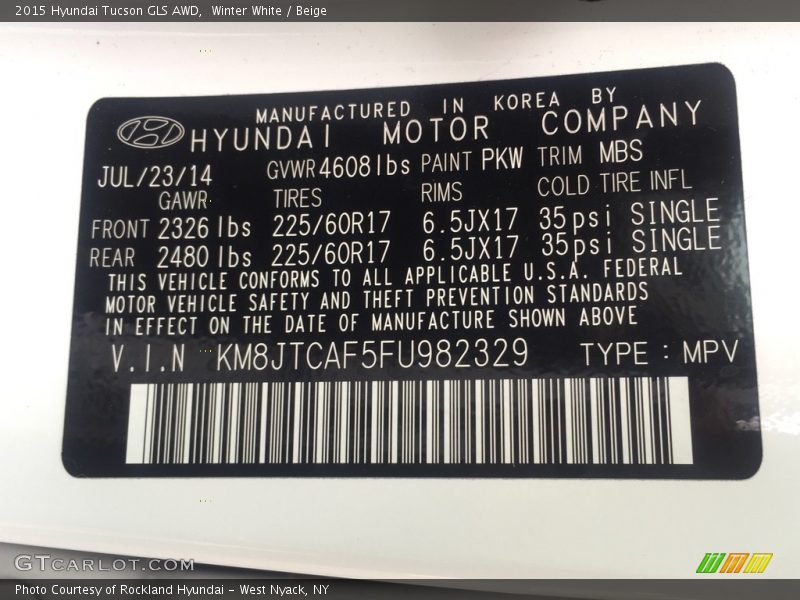 2015 Hyundai Tucson GLS AWD,  Winter White / Beige
MANUFACTURED IN KOREA BY
HYUNDAI MOTOR COMPANY
JUL/23/14 GVWR 4608lbs PAINT PKW TRIM MBS
GAWR TIRES RIMS COLD TIRE INFL
FRONT 2326 lbs 225/60R17 6.5JX17 35psi SINGLE
REAR 2480 lbs 225/60R17 6.5JX17 35psi SINGLE
THIS VEHICLE CONFORMS TO ALL APPLICABLE U.S.A. FEDERAL
MOTOR VEHICLE SAFETY AND THEFT PREVENTION STANDARDS
IN EFFECT ON THE DATE OF MANUFACTURE SHOWN ABOVE
V.I.N KM8JTCAF5FU982329 TYPE : MPV
GTCARLOT.COM
Photo Courtesy of Rockland Hyundai - West Nyack, NY